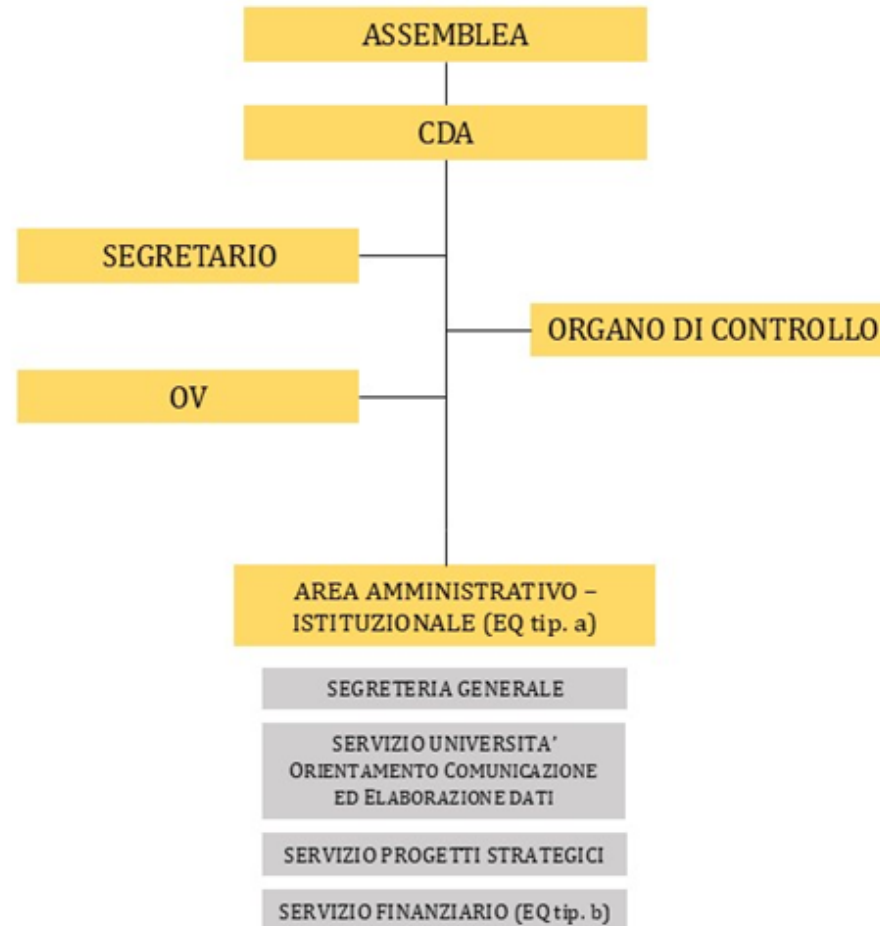 ASSEMBLEA
CDA
SEGRETARIO
ORGANO DI CONTROLLO
OV
AREA AMMINISTRATIVO –
ISTITUZIONALE (EQ tip. a)
SEGRETERIA GENERALE
SERVIZIO UNIVERSITA'
ORIENTAMENTO COMUNICAZIONE
ED ELABORAZIONE DATI
SERVIZIO PROGETTI STRATEGICI
SERVIZIO FINANZIARIO (EQ tip. b)